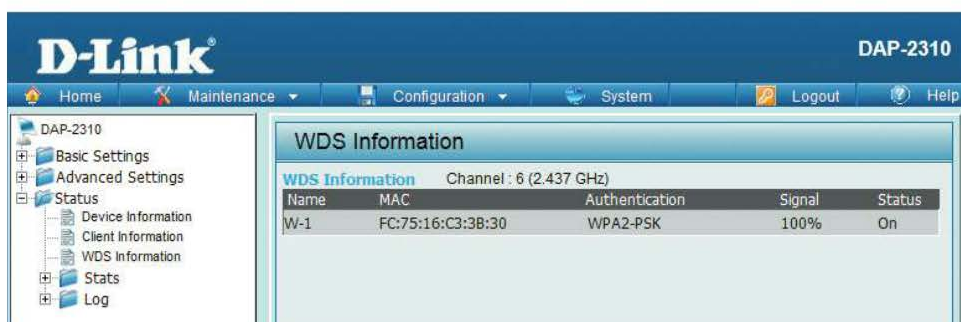 D-Link®
DAP-2310
Home Maintenance Configuration System Logout Help
DAP-2310
Basic Settings
Advanced Settings
Status
Device Information
Client Information
WDS Information
Stats
Log
WDS Information
WDS Information Channel : 6 (2.437 GHz)
Name MAC Authentication Signal Status
W-1 FC:75:16:C3:3B:30 WPA2-PSK 100% On